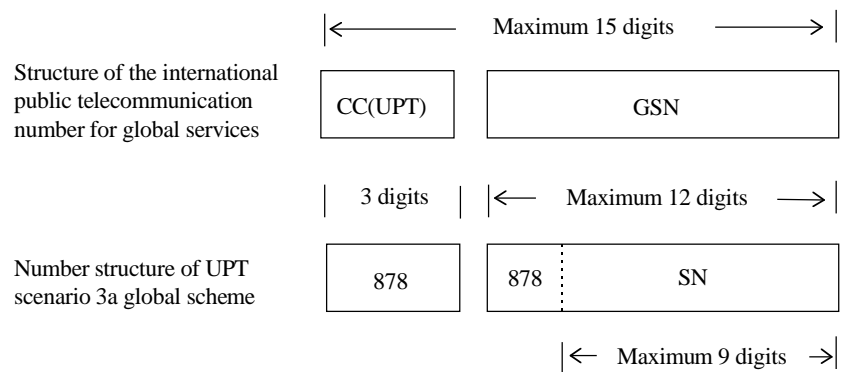 Maximum 15 digits
Structure of the international
public telecommunication
number for global services
CC(UPT)
GSN
3 digits
Maximum 12 digits
Number structure of UPT
scenario 3a global scheme
878
878
SN
Maximum 9 digits